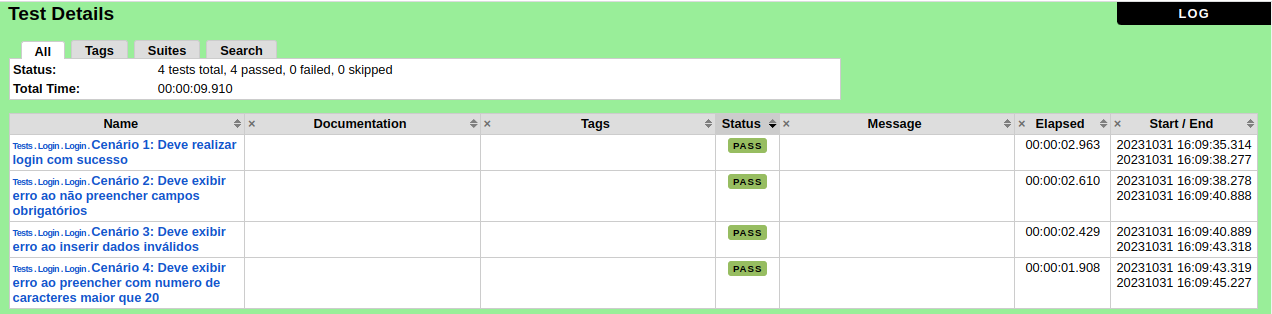 Test Details
LOG
All Tags Suites Search
Status: 4 tests total, 4 passed, 0 failed, 0 skipped
Total Time: 00:00:09.910
Name × Documentation × Tags Status × Message × Elapsed × Start / End
Tests . Login . Login . Cenário 1: Deve realizar
login com sucesso
PASS
00:00:02.963
20231031 16:09:35.314
20231031 16:09:38.277
Tests . Login . Login . Cenário 2: Deve exibir
erro ao não preencher campos
obrigatórios
PASS
00:00:02.610
20231031 16:09:38.278
20231031 16:09:40.888
Tests . Login . Login . Cenário 3: Deve exibir
erro ao inserir dados inválidos
PASS
00:00:02.429
20231031 16:09:40.889
20231031 16:09:43.318
Tests . Login . Login . Cenário 4: Deve exibir
erro ao preencher com numero de
caracteres maior que 20
PASS
00:00:01.908
20231031 16:09:43.319
20231031 16:09:45.227